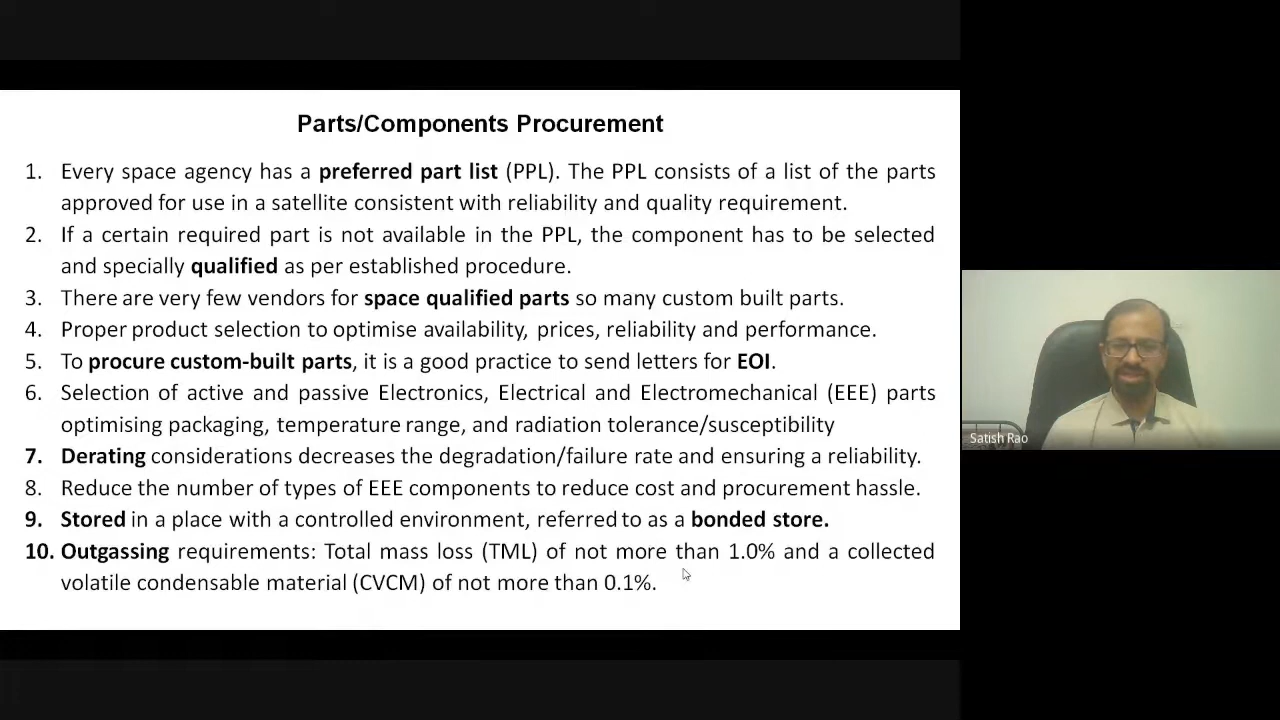 Parts/Components Procurement
1. Every space agency has a preferred part list (PPL). The PPL consists of a list of the parts
approved for use in a satellite consistent with reliability and quality requirement.
2. If a certain required part is not available in the PPL, the component has to be selected
and specially qualified as per established procedure.
3. There are very few vendors for space qualified parts so many custom built parts.
4. Proper product selection to optimise availability, prices, reliability and performance.
5. To procure custom-built parts, it is a good practice to send letters for EOI.
6. Selection of active and passive Electronics, Electrical and Electromechanical (EEE) parts
optimising packaging, temperature range, and radiation tolerance/susceptibility
7. Derating considerations decreases the degradation/failure rate and ensuring a reliability.
8. Reduce the number of types of EEE components to reduce cost and procurement hassle.
9. Stored in a place with a controlled environment, referred to as a bonded store.
10. Outgassing requirements: Total mass loss (TML) of not more than 1.0% and a collected
volatile condensable material (CVCM) of not more than 0.1%.
Satish Rao